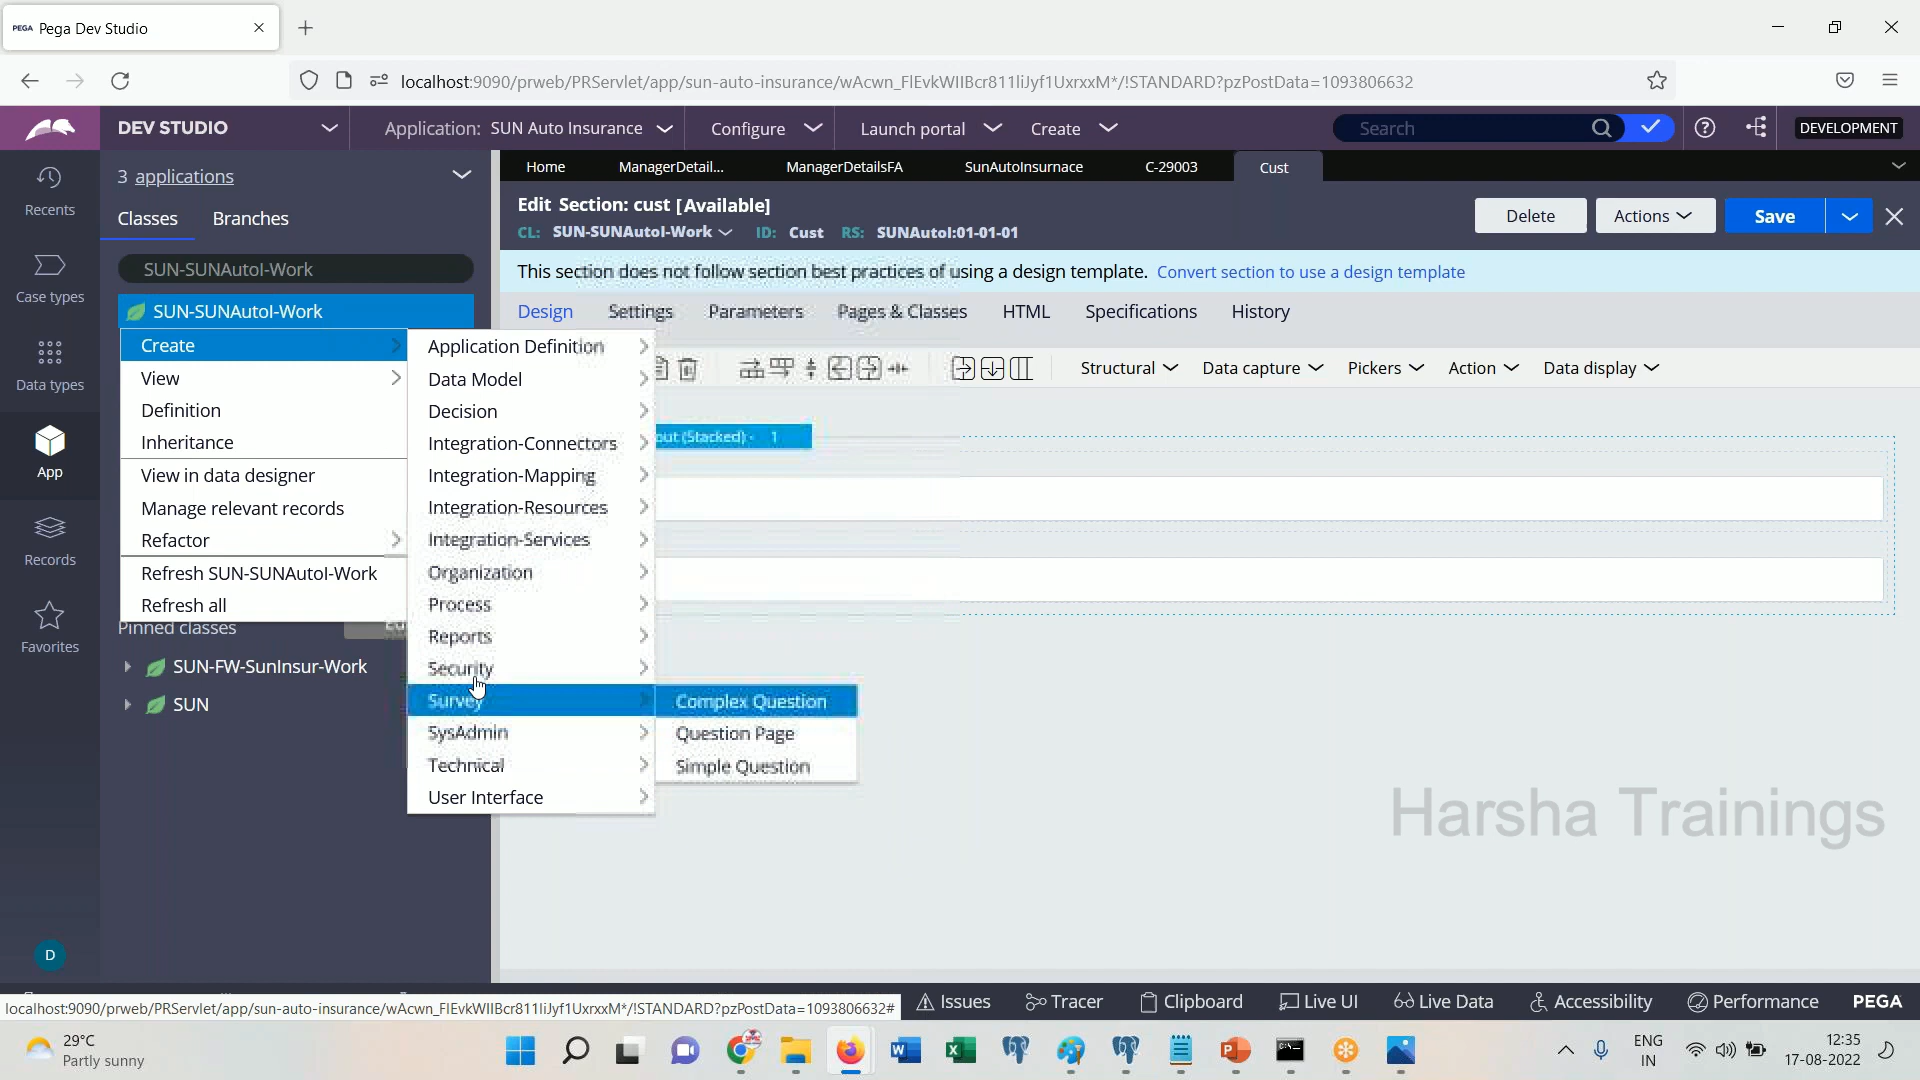 PEGA Pega Dev Studio
localhost:9090/prweb/PRServlet/app/sun-auto-insurance/wAcwn_FlEvkWIIBcr811liJyf1UxrxxM*/!STANDARD?pzPostData=1093806632
DEV STUDIO
Application: SUN Auto Insurance
Configure
Launch portal
Create
Search
DEVELOPMENT
Recents
Case types
Data types
App
Records
Favorites
D
3 applications
Classes
Branches
SUN-SUNAutoI-Work
SUN-SUNAutoI-Work
Create
View
Definition
Inheritance
View in data designer
Manage relevant records
Refactor
Refresh SUN-SUNAutoI-Work
Refresh all
Pinned classes
SUN-FW-SunInsur-Work
SUN
Application Definition
Data Model
Decision
Integration-Connectors
Integration-Mapping
Integration-Resources
Integration-Services
Organization
Process
Reports
Security
Survey
SysAdmin
Technical
User Interface
Complex Question
Question Page
Simple Question
Home
ManagerDetail...
ManagerDetailsFA
SunAutoInsurnace
C-29003
Cust
Edit Section: cust [Available]
CL: SUN-SUNAutoI-Work
ID: Cust
RS: SUNAutoI:01-01-01
Delete
Actions
Save
This section does not follow section best practices of using a design template. Convert section to use a design template
Design
Settings
Parameters
Pages & Classes
HTML
Specifications
History
Structural
Data capture
Pickers
Action
Data display
out (Stacked) - 1
Harsha Trainings
localhost:9090/prweb/PRServlet/app/sun-auto-insurance/wAcwn_FlEvkWIIBcr811liJyf1UxrxxM*/!STANDARD?pzPostData=1093806632#
Issues
Tracer
Clipboard
Live UI
Live Data
Accessibility
Performance
PEGA
29°C
Partly sunny
ENG
IN
12:35
17-08-2022